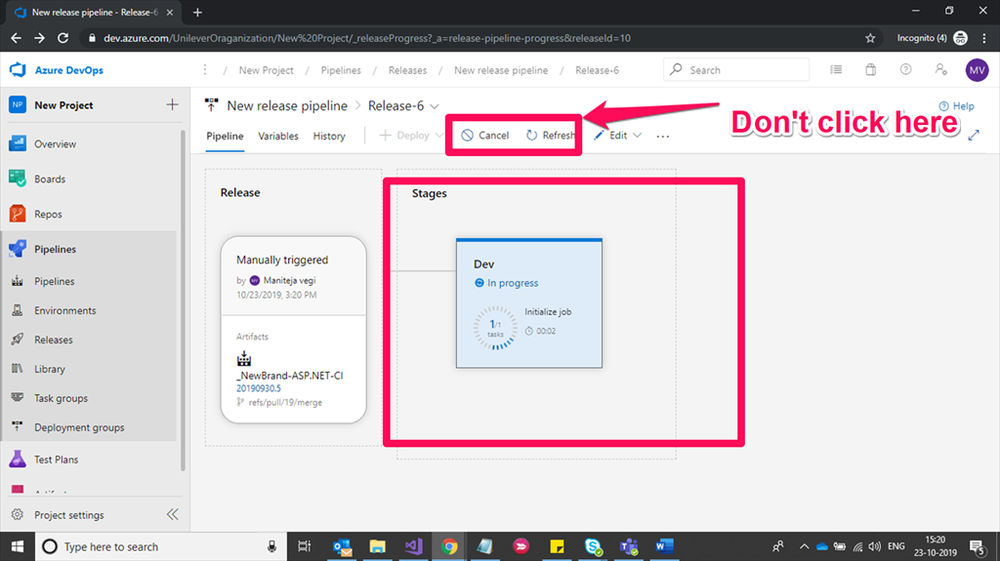 New release pipeline - Release-6
dev.azure.com/UnileverOraganization/New%20Project/_releaseProgress?_a=release-pipeline-progress&releaseId=10
Incognito (4)
Azure DevOps
/ New Project / Pipelines / Releases / New release pipeline / Release-6
Search
MV
NP New Project
New release pipeline > Release-6
Help
Pipeline Variables History Deploy Cancel Refresh Edit ...
Don't click here
Overview
Boards
Repos
Pipelines
Pipelines
Environments
Releases
Library
Task groups
Deployment groups
Test Plans
Project settings
Release
Manually triggered
by MV Maniteja vegi
10/23/2019, 3:20 PM
Artifacts
_NewBrand-ASP.NET-CI
20190930.5
refs/pull/19/merge
Stages
Dev
In progress
1/1
tasks
Initialize job
00:02
Type here to search
ENG
15:20
23-10-2019
5